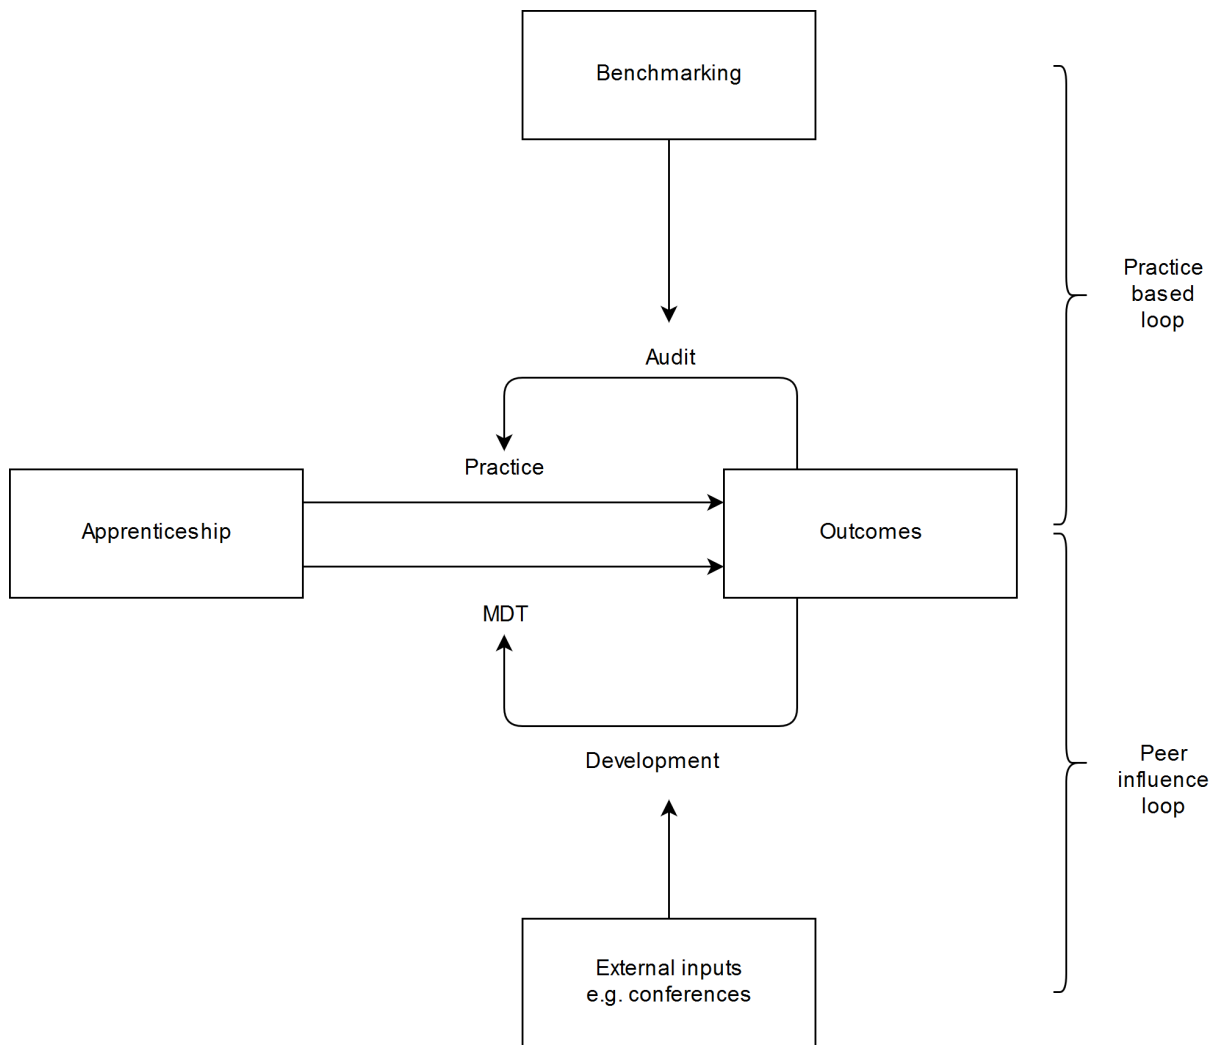 Benchmarking
Practice
based
loop
Audit
Practice
Apprenticeship
Outcomes
MDT
Development
Peer
influence
loop
External inputs
e.g. conferences